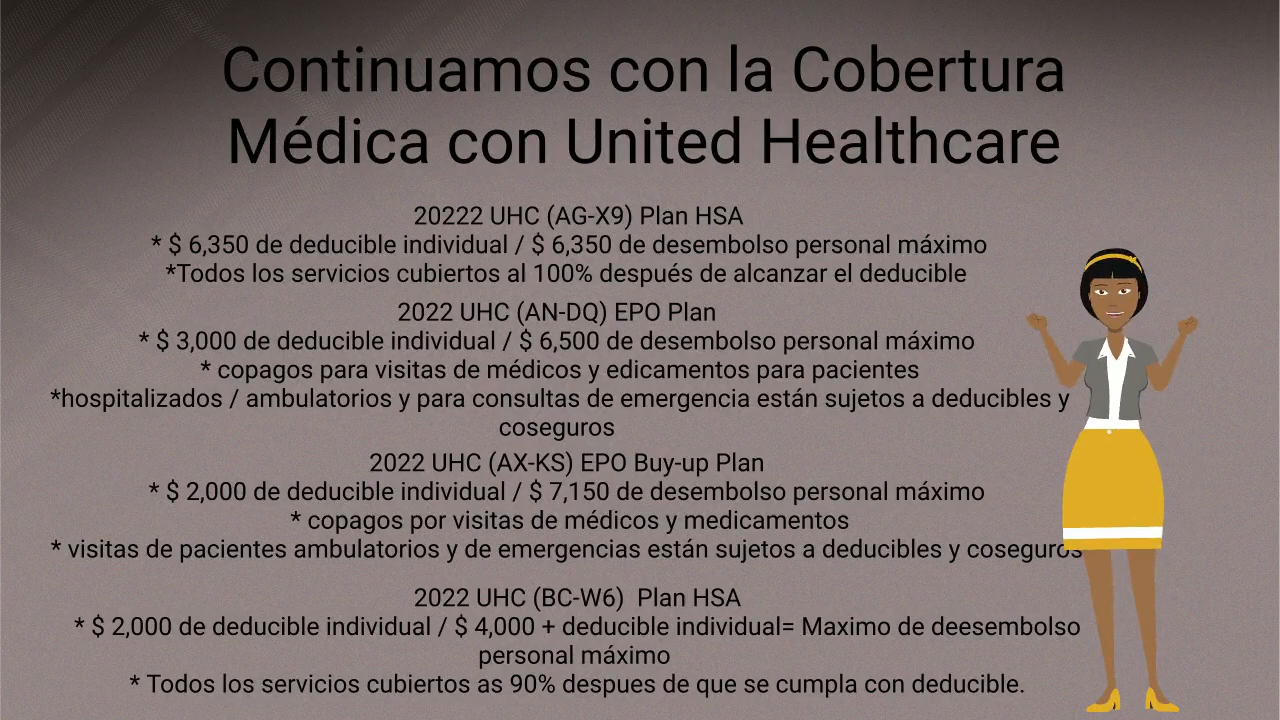 Continuamos con la Cobertura
Médica con United Healthcare
20222 UHC (AG-X9) Plan HSA
* $ 6,350 de deducible individual / $ 6,350 de desembolso personal máximo
*Todos los servicios cubiertos al 100% después de alcanzar el deducible
2022 UHC (AN-DQ) EPO Plan
* $ 3,000 de deducible individual / $ 6,500 de desembolso personal máximo
* copagos para visitas de médicos y edicamentos para pacientes
*hospitalizados / ambulatorios y para consultas de emergencia están sujetos a deducibles y
coseguros
2022 UHC (AX-KS) EPO Buy-up Plan
* $ 2,000 de deducible individual / $ 7,150 de desembolso personal máximo
* copagos por visitas de médicos y medicamentos
* visitas de pacientes ambulatorios y de emergencias están sujetos a deducibles y coseguros
2022 UHC (BC-W6)  Plan HSA
* $ 2,000 de deducible individual / $ 4,000 + deducible individual= Maximo de deesembolso
personal máximo
* Todos los servicios cubiertos as 90% despues de que se cumpla con deducible.